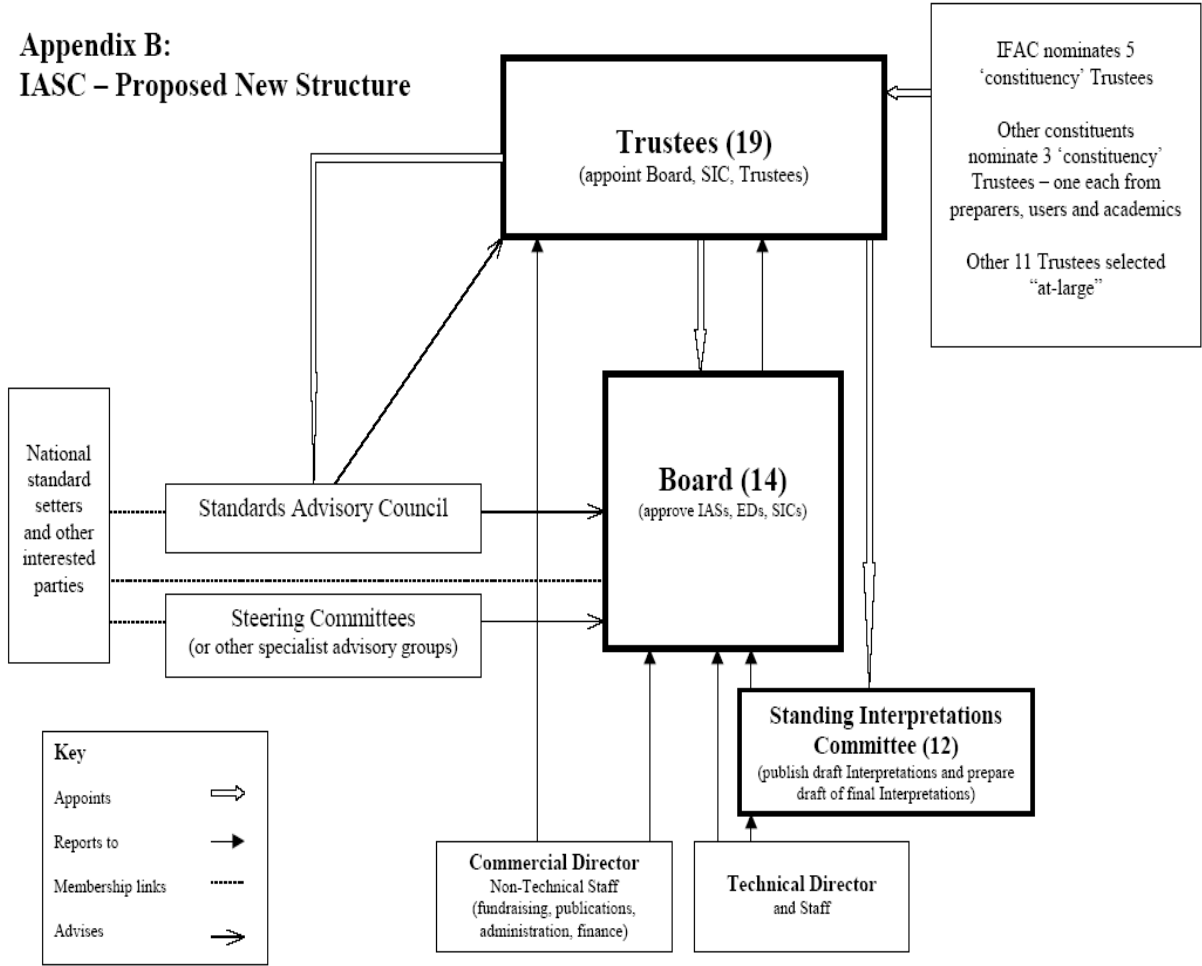 Appendix B:
IASC – Proposed New Structure
Trustees (19)
(appoint Board, SIC, Trustees)
IFAC nominates 5
‘constituency’ Trustees
Other constituents
nominate 3 ‘constituency’
Trustees – one each from
preparers, users and academics
Other 11 Trustees selected
“at-large”
National
standard
setters
and other
interested
parties
Standards Advisory Council
Steering Committees
(or other specialist advisory groups)
Board (14)
(approve IASs, EDs, SICs)
Standing Interpretations
Committee (12)
(publish draft Interpretations and prepare
draft of final Interpretations)
Key
Appoints
Reports to
Membership links
Advises
Commercial Director
Non-Technical Staff
(fundraising, publications,
administration, finance)
Technical Director
and Staff